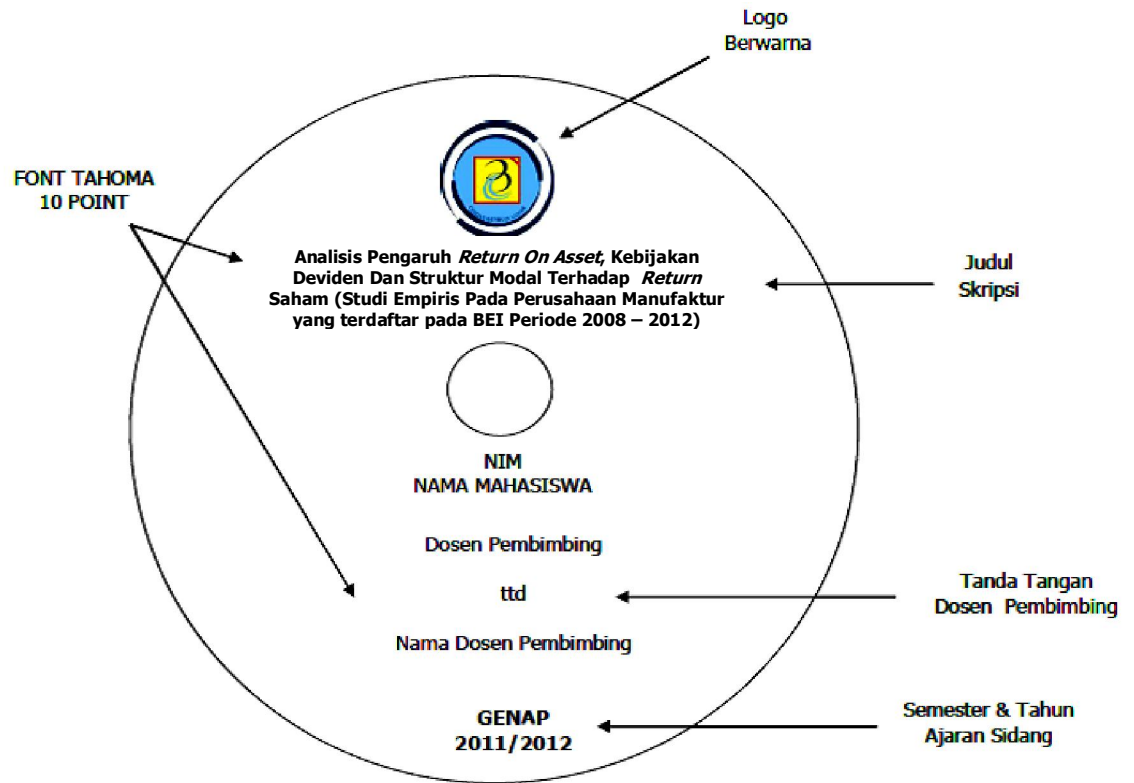 Logo
Berwarna
FONT TAHOMA
10 POINT
Analisis Pengaruh Return On Asset, Kebijakan
Deviden Dan Struktur Modal Terhadap Return
Saham (Studi Empiris Pada Perusahaan Manufaktur
yang terdaftar pada BEI Periode 2008 – 2012)
Judul
Skripsi
NIM
NAMA MAHASISWA
Dosen Pembimbing
ttd
Tanda Tangan
Dosen Pembimbing
Nama Dosen Pembimbing
GENAP
2011/2012
Semester & Tahun
Ajaran Sidang